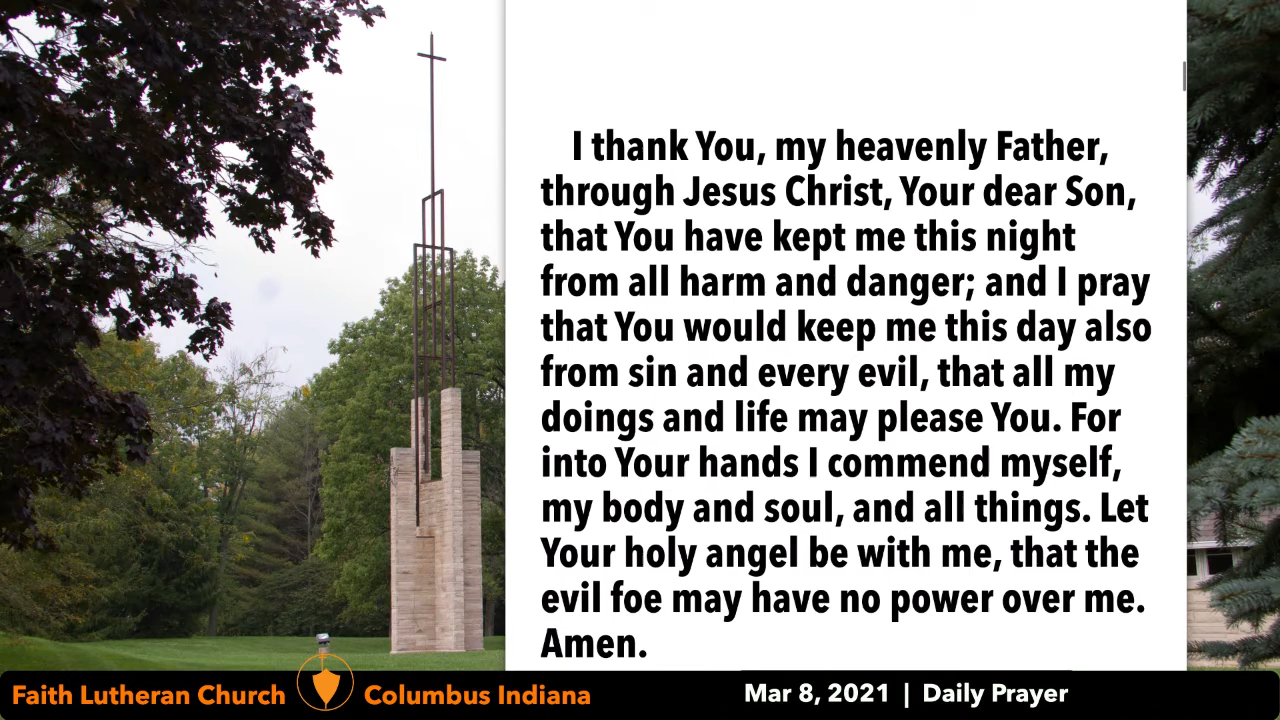 I thank You, my heavenly Father,
through Jesus Christ, Your dear Son,
that You have kept me this night
from all harm and danger; and I pray
that You would keep me this day also
from sin and every evil, that all my
doings and life may please You. For
into Your hands I commend myself,
my body and soul, and all things. Let
Your holy angel be with me, that the
evil foe may have no power over me.
Amen.
Faith Lutheran Church Columbus Indiana
Mar 8, 2021 | Daily Prayer